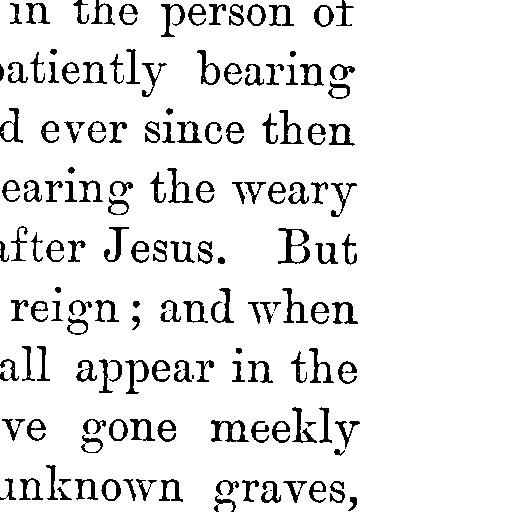 in the person of
patiently bearing
d ever since then
earing the weary
after Jesus. But
reign; and when
all appear in the
ve gone meekly
unknown graves,